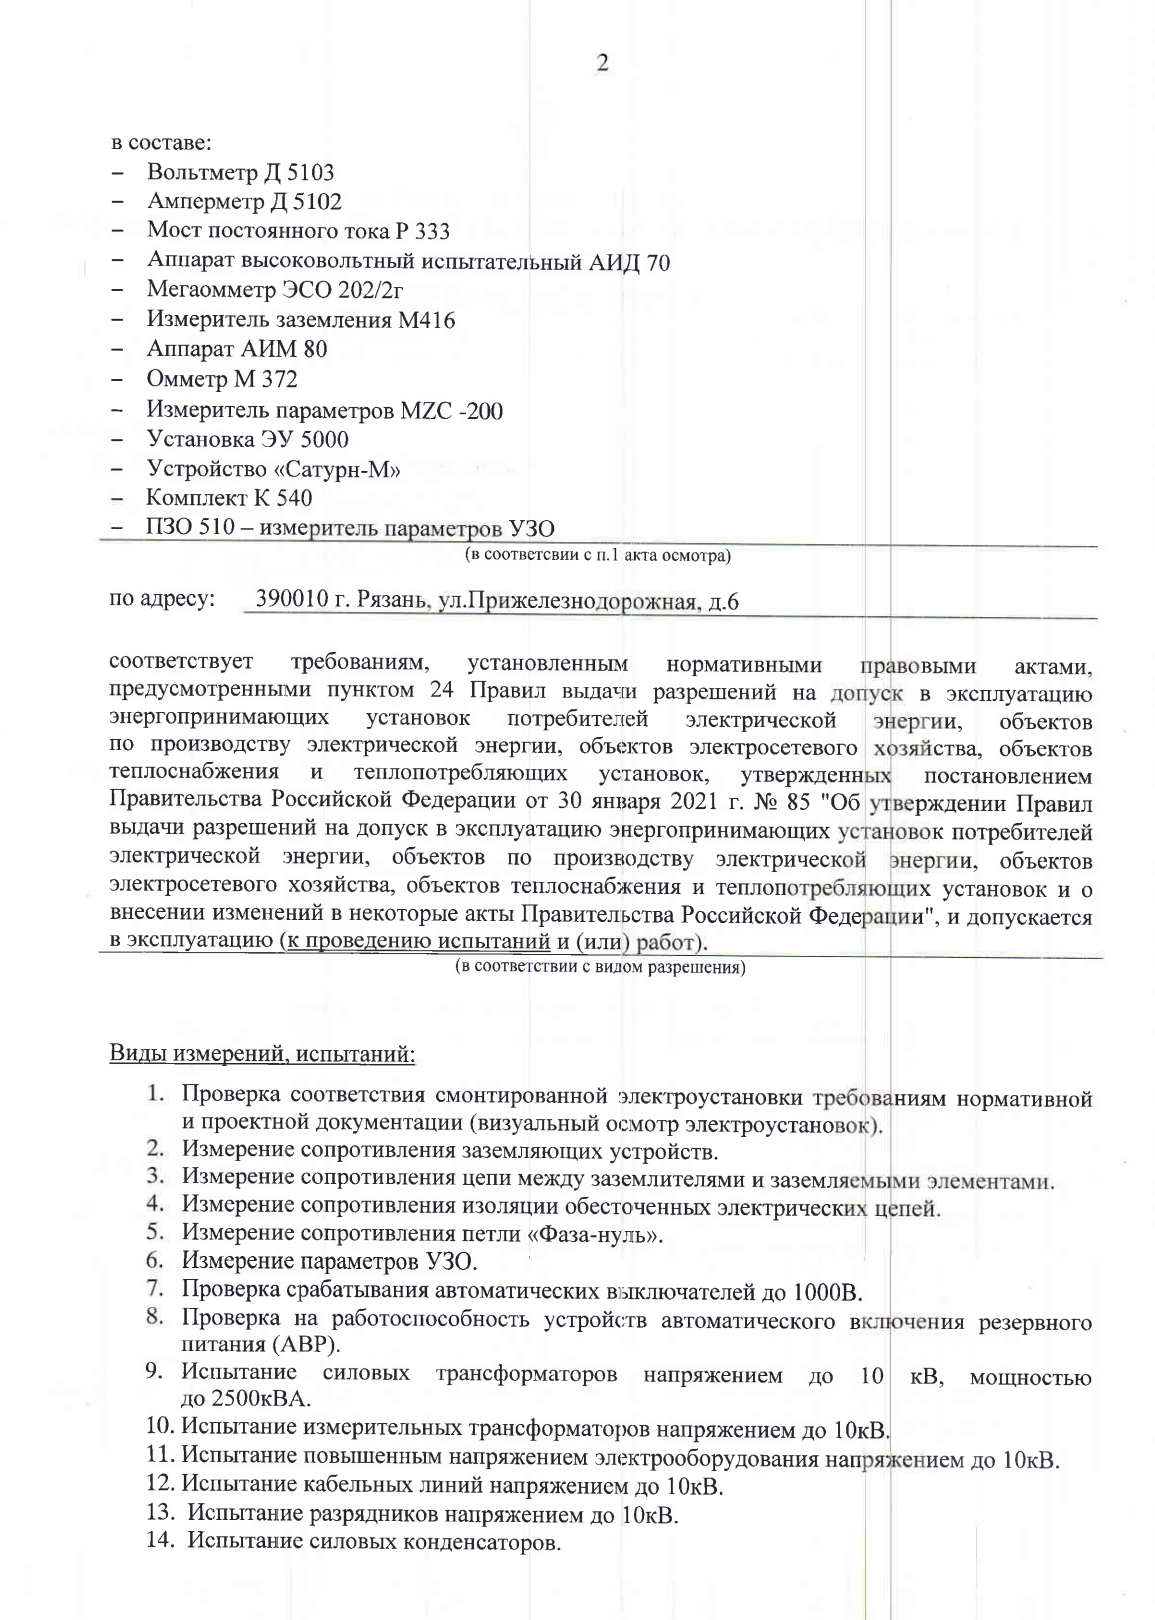 2
в составе:
– Вольтметр Д 5103
– Амперметр Д 5102
– Мост постоянного тока Р 333
– Аппарат высоковольтный испытательный АИД 70
– Мегаомметр ЭСО 202/2г
– Измеритель заземления М416
– Аппарат АИМ 80
– Омметр М 372
– Измеритель параметров MZC -200
– Установка ЭУ 5000
– Устройство «Сатурн-М»
– Комплект К 540
– ПЗО 510 – измеритель параметров УЗО
(в соответсвии с п.1 акта осмотра)
по адресу: 390010 г. Рязань, ул.Прижелезнодорожная, д.6
соответствует требованиям, установленным нормативными правовыми актами,
предусмотренными пунктом 24 Правил выдачи разрешений на допуск в эксплуатацию
энергопринимающих установок потребителей электрической энергии, объектов
по производству электрической энергии, объектов электросетевого хозяйства, объектов
теплоснабжения и теплопотребляющих установок, утвержденных постановлением
Правительства Российской Федерации от 30 января 2021 г. № 85 "Об утверждении Правил
выдачи разрешений на допуск в эксплуатацию энергопринимающих установок потребителей
электрической энергии, объектов по производству электрической энергии, объектов
электросетевого хозяйства, объектов теплоснабжения и теплопотребляющих установок и о
внесении изменений в некоторые акты Правительства Российской Федерации", и допускается
в эксплуатацию (к проведению испытаний и (или) работ).
(в соответствии с видом разрешения)
Виды измерений, испытаний:
1. Проверка соответствия смонтированной электроустановки требованиям нормативной
и проектной документации (визуальный осмотр электроустановок).
2. Измерение сопротивления заземляющих устройств.
3. Измерение сопротивления цепи между заземлителями и заземляемыми элементами.
4. Измерение сопротивления изоляции обесточенных электрических цепей.
5. Измерение сопротивления петли «Фаза-нуль».
6. Измерение параметров УЗО.
7. Проверка срабатывания автоматических выключателей до 1000В.
8. Проверка на работоспособность устройств автоматического включения резервного
питания (АВР).
9. Испытание силовых трансформаторов напряжением до 10 кВ, мощностью
до 2500кВА.
10. Испытание измерительных трансформаторов напряжением до 10кВ.
11. Испытание повышенным напряжением электрооборудования напряжением до 10кВ.
12. Испытание кабельных линий напряжением до 10кВ.
13. Испытание разрядников напряжением до 10кВ.
14. Испытание силовых конденсаторов.